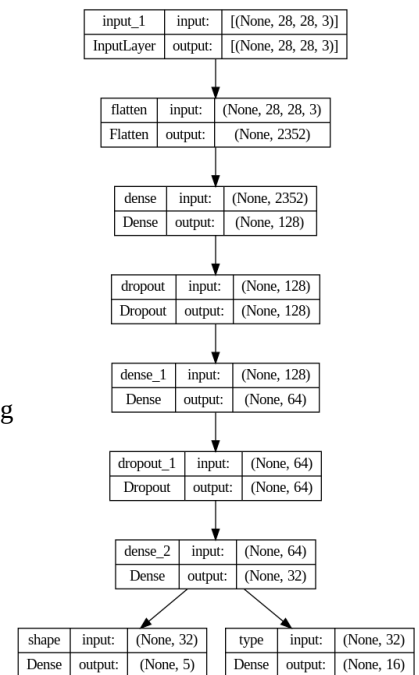 input_1 input: [(None, 28, 28, 3)]
InputLayer output: [(None, 28, 28, 3)]
flatten input: (None, 28, 28, 3)
Flatten output: (None, 2352)
dense input: (None, 2352)
Dense output: (None, 128)
dropout input: (None, 128)
Dropout output: (None, 128)
dense_1 input: (None, 128)
Dense output: (None, 64)
g
dropout_1 input: (None, 64)
Dropout output: (None, 64)
dense_2 input: (None, 64)
Dense output: (None, 32)
shape input: (None, 32) type input: (None, 32)
Dense output: (None, 5) Dense output: (None, 16)